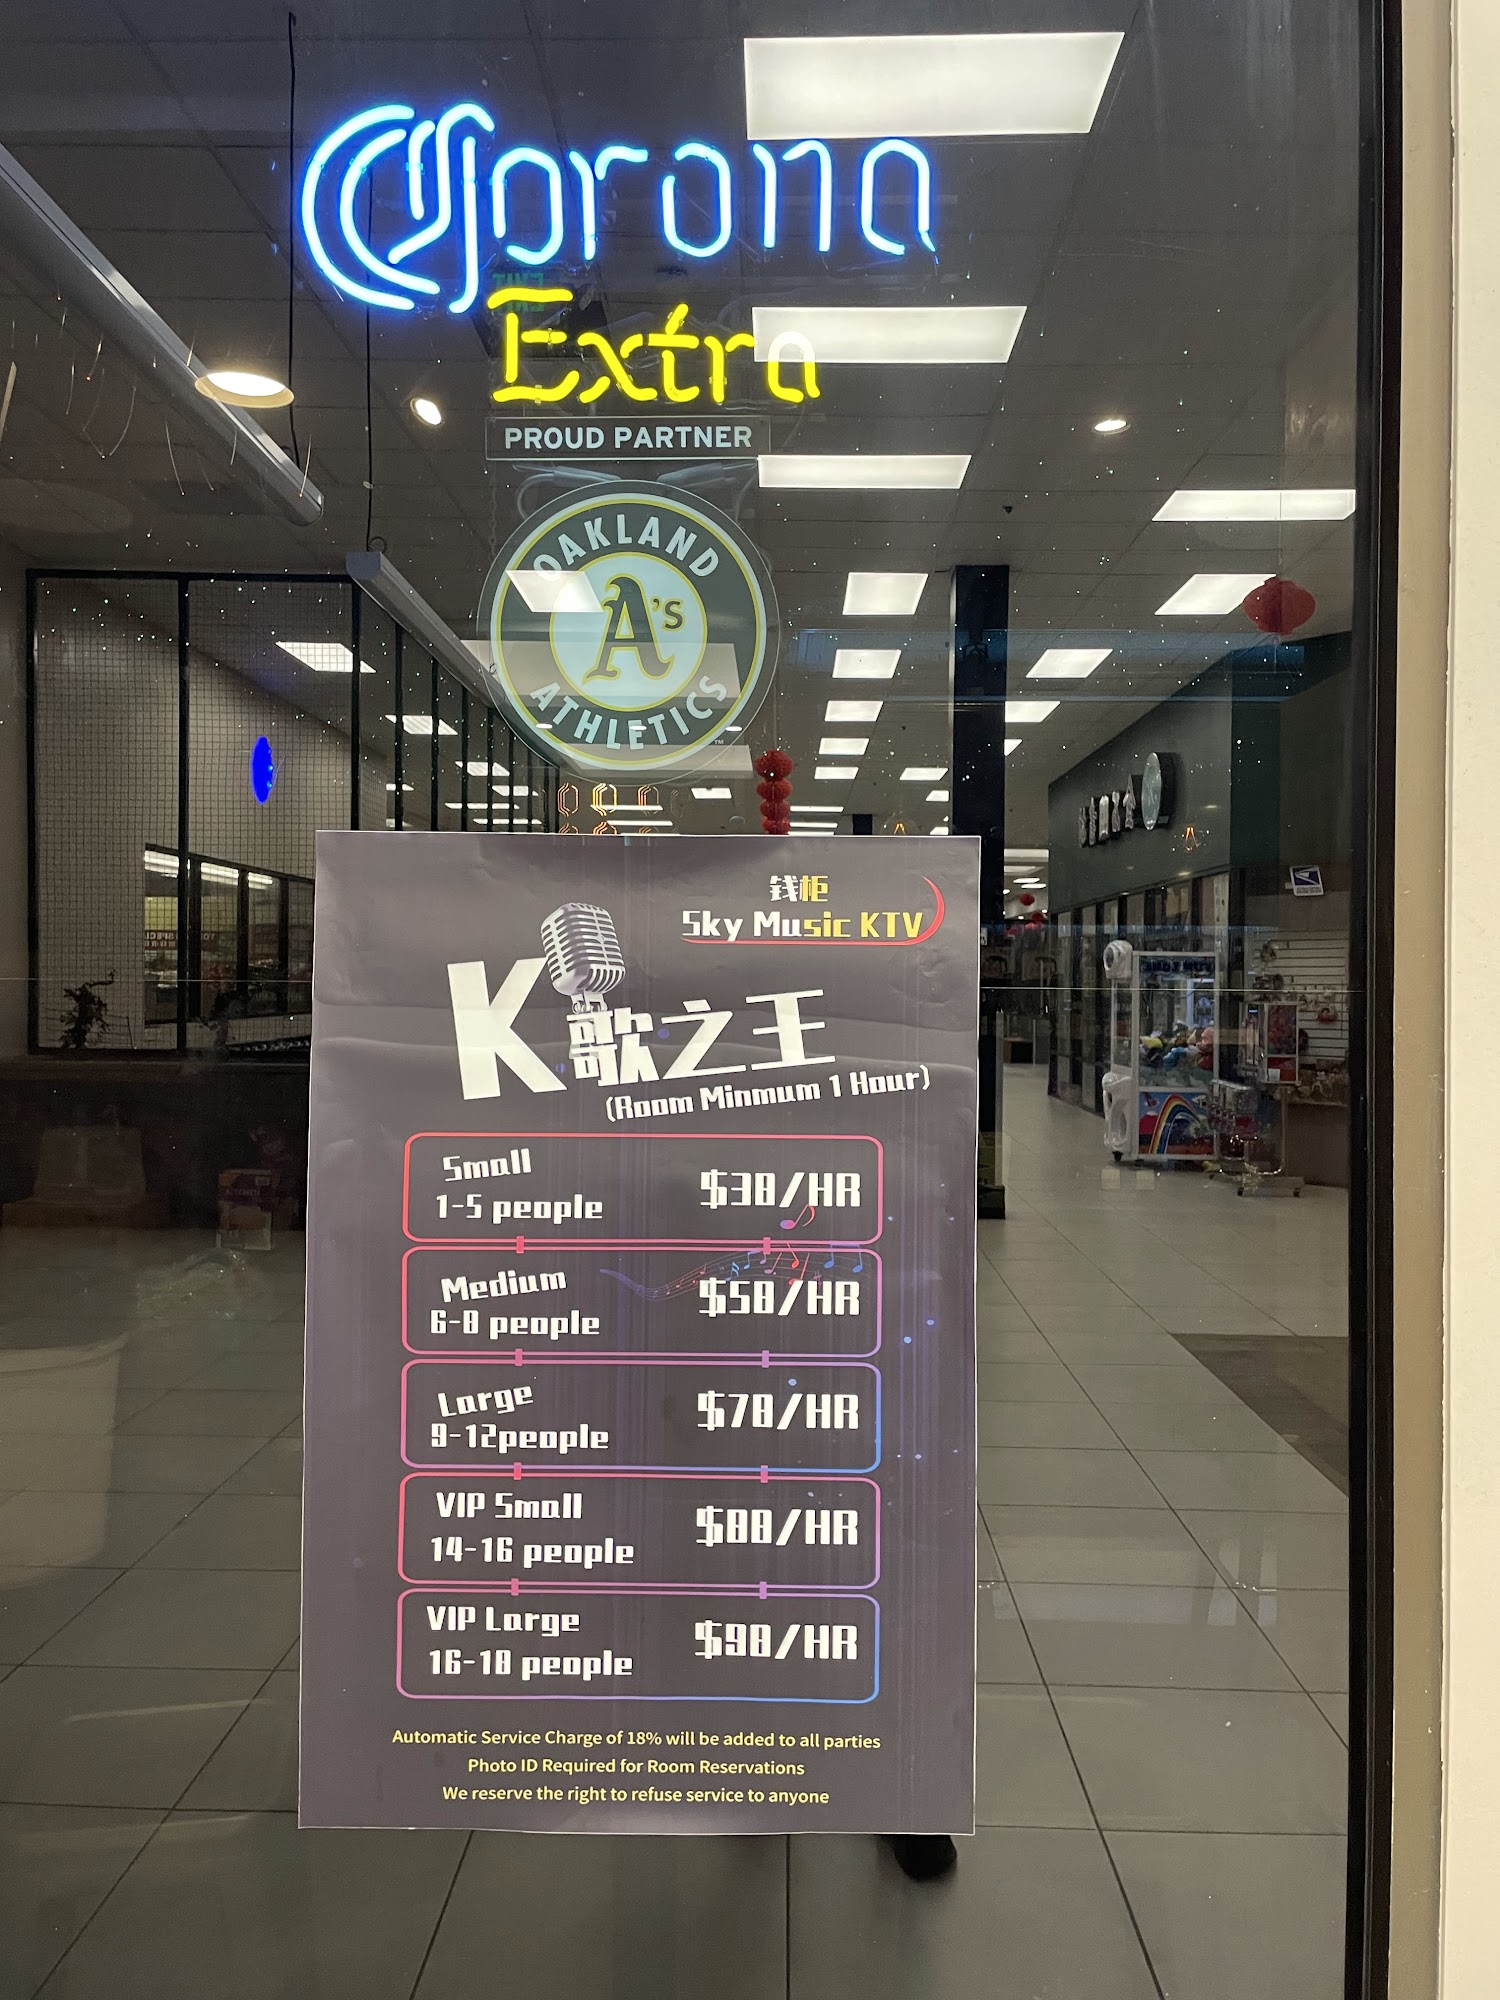 Corona
Extra
PROUD PARTNER
OAKLAND
A's
ATHLETICS
钱柜
Sky Music KTV
K歌之王
(Room Minmum 1 Hour)
Small
1-5 people
$38/HR
Medium
6-8 people
$58/HR
Large
9-12people
$78/HR
VIP Small
14-16 people
$88/HR
VIP Large
16-18 people
$98/HR
Automatic Service Charge of 18% will be added to all parties
Photo ID Required for Room Reservations
We reserve the right to refuse service to anyone